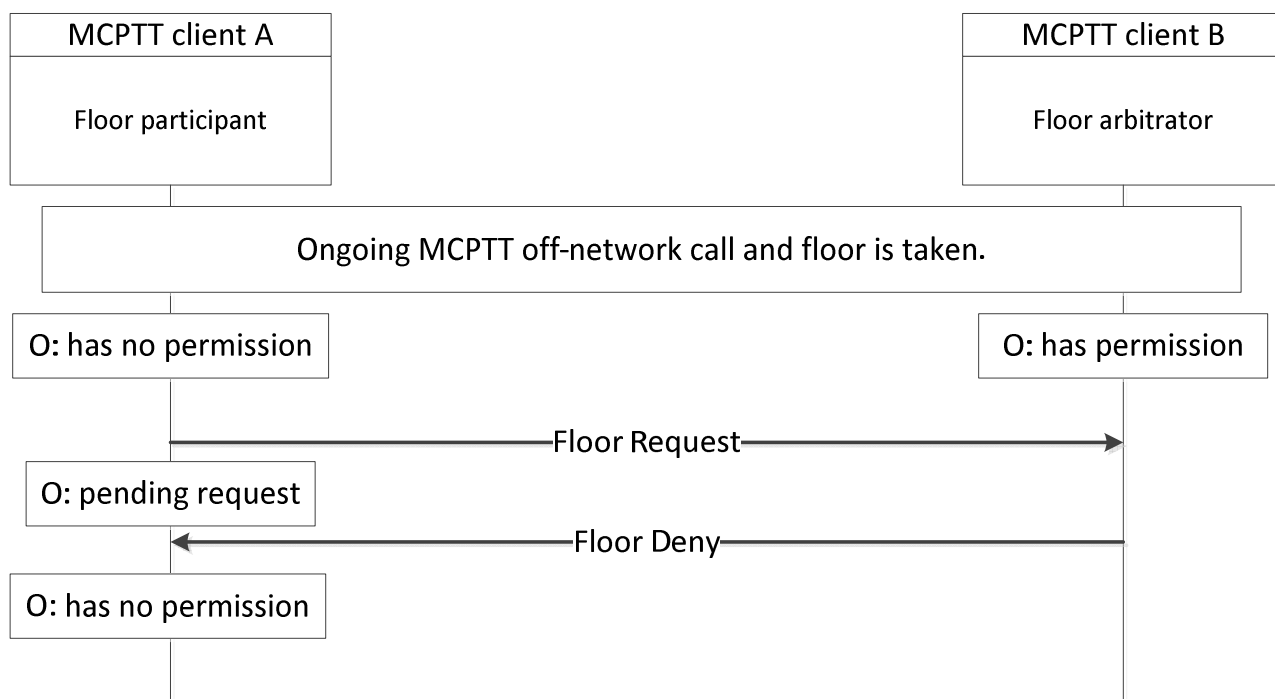 MCPTT client A
MCPTT client B
Floor participant
Floor arbitrator
Ongoing MCPTT off-network call and floor is taken.
O: has no permission
O: has permission
Floor Request
O: pending request
Floor Deny
O: has no permission